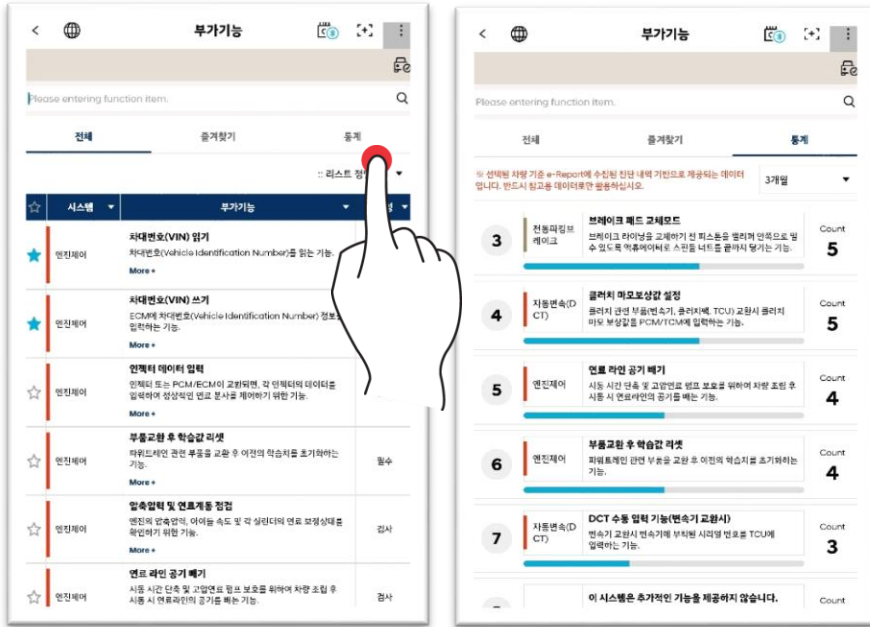 부가기능
Please entering function item.
전체 즐겨찾기 통계
:: 리스트
시스템 부가기능
차대번호(VIN) 읽기
엔진제어
차대번호(Vehicle Identification Number)를 읽는 기능.
More +
차대번호(VIN) 쓰기
엔진제어
ECM에 차대번호(Vehicle Identification Number) 정보를
입력하는 기능.
More +
인젝터 데이터 입력
엔진제어
인젝터 또는 PCM/ECM이 교환되면, 각 인젝터의 데이터를
입력하여 정상적인 연료 분사를 제어하기 위한 기능.
More +
부품교환 후 학습값 리셋
엔진제어
파워트레인 관련 부품을 교환 후 이전의 학습치를 초기화하는
기능.
필수
More +
압축압력 및 연료계통 점검
엔진제어
엔진의 압축압력, 아이들 속도 및 각 실린더의 연료 보정상태를
확인하기 위한 기능.
검사
More +
연료 라인 공기 빼기
엔진제어
시동 시간 단축 및 고압연료 펌프 보호를 위하여 차량 조립 후
시동 시 연료라인의 공기를 빼는 기능.
검사
부가기능
Please entering function item.
전체 즐겨찾기 통계
※ 선택된 차량 기준 e-Report에 수집된 진단 내역 기반으로 제공되는 데이터
입니다. 반드시 참고용 데이터로만 활용하십시오.
3개월
3
전동파킹브
레이크
브레이크 패드 교체모드
브레이크 라이닝을 교체하기 전 피스톤을 캘리퍼 안쪽으로 밀
수 있도록 액츄에이터로 스핀들 너트를 끝까지 당기는 기능.
Count
5
4
자동변속(D
CT)
클러치 마모보상값 설정
클러치 관련 부품(변속기, 클러치팩, TCU) 교환시 클러치
마모 보상값을 PCM/TCM에 입력하는 기능.
Count
5
5
엔진제어
연료 라인 공기 빼기
시동 시간 단축 및 고압연료 펌프 보호를 위하여 차량 조립 후
시동 시 연료라인의 공기를 빼는 기능.
Count
4
6
엔진제어
부품교환 후 학습값 리셋
파워트레인 관련 부품을 교환 후 이전의 학습치를 초기화하는
기능.
Count
4
7
자동변속(D
CT)
DCT 수동 입력 기능(변속기 교환시)
변속기 교환시 변속기에 부착된 시리얼 번호를 TCU에
입력하는 기능.
Count
3
이 시스템은 추가적인 기능을 제공하지 않습니다.
Count